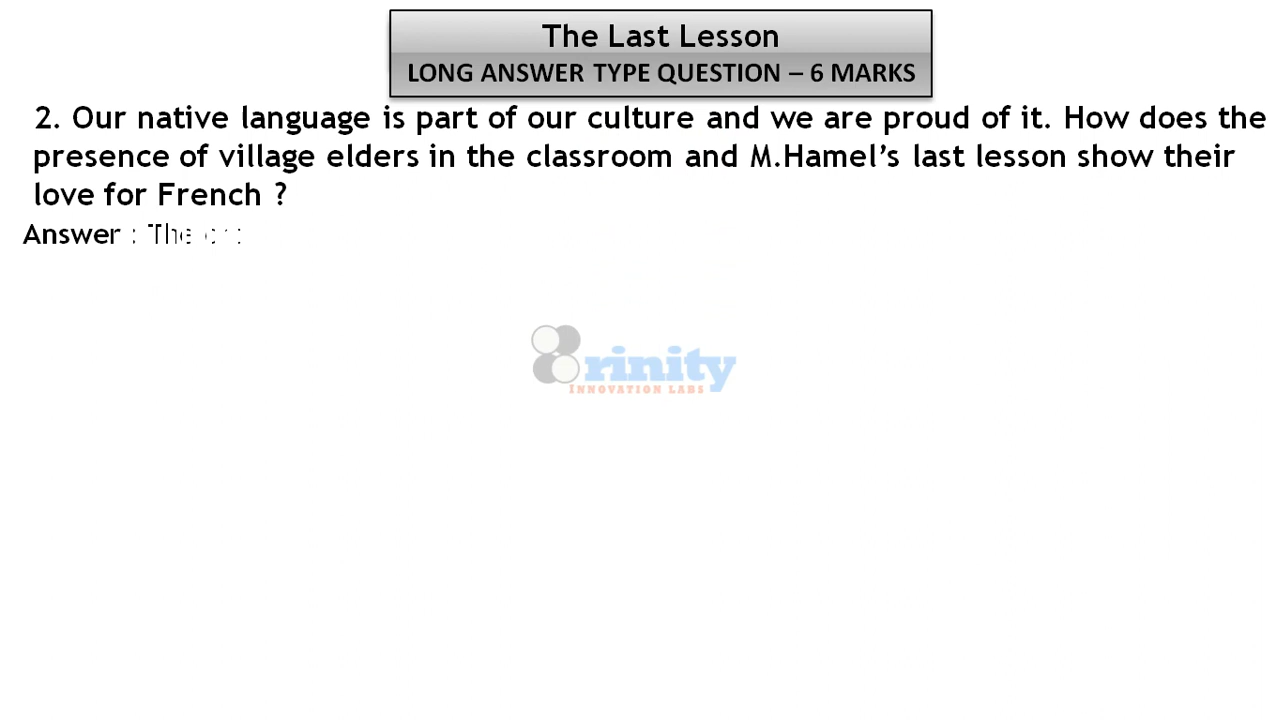 The Last Lesson
LONG ANSWER TYPE QUESTION – 6 MARKS
2. Our native language is part of our culture and we are proud of it. How does the
presence of village elders in the classroom and M.Hamel’s last lesson show their
love for French ?
Answer : The
rinity
INNOVATION LABS